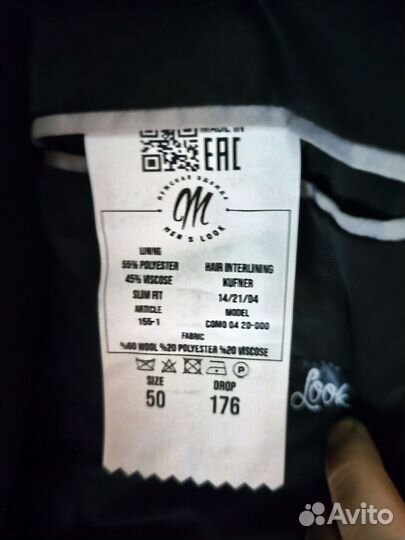 MADE IN
EAC
МУЖСКАЯ ОДЕЖДА
M
MEN'S LOOK
LINING
55% POLYESTER
45% VISCOSE
SLIM FIT
ARTICLE
155-1
HAIR INTERLINING
KUFNER
14/21/04
MODEL
COMO 04 20-000
FABRIC
%60 WOOL %20 POLYESTER %20 VISCOSE
P
SIZE
50
DROP
176
Look
Avito